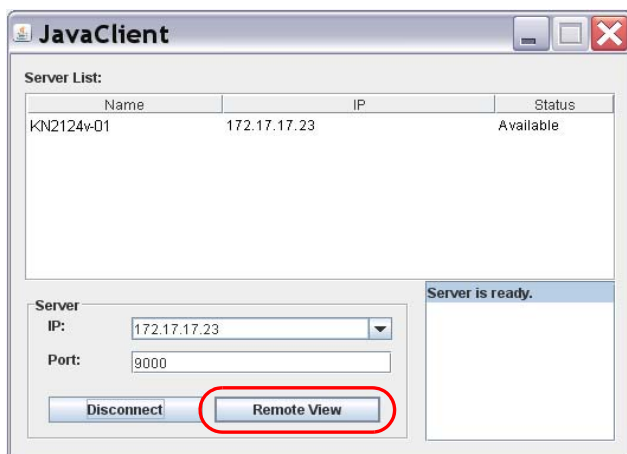 JavaClient
Server List:
Name IP Status
KN2124v-01 172.17.17.23 Available
Server is ready.
Server
IP: 172.17.17.23
Port: 9000
Disconnect Remote View